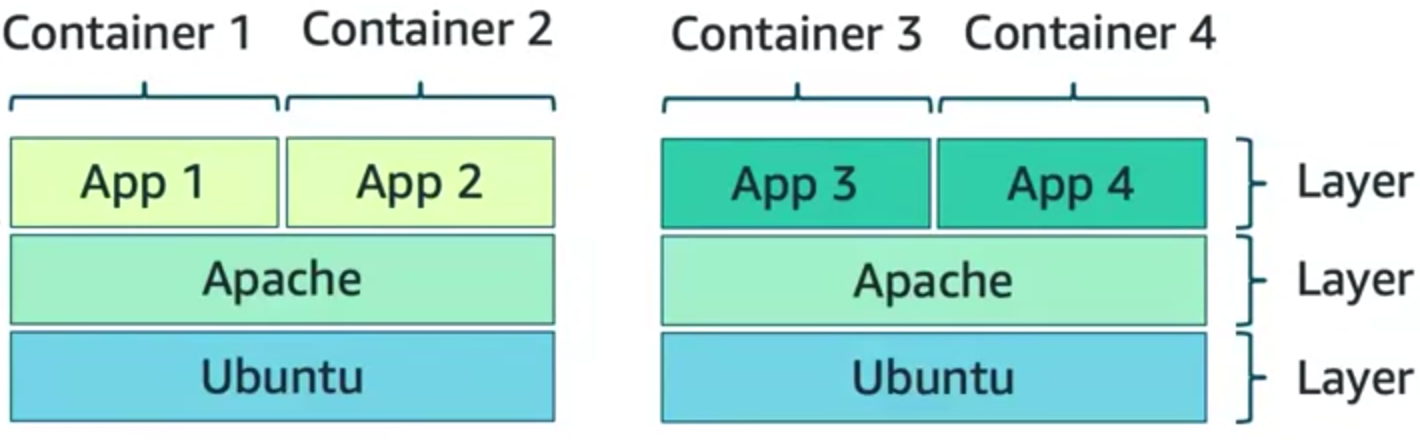 Container 1 Container 2 Container 3 Container 4
App 1 App 2 App 3 App 4 Layer
Apache Apache Layer
Ubuntu Ubuntu Layer